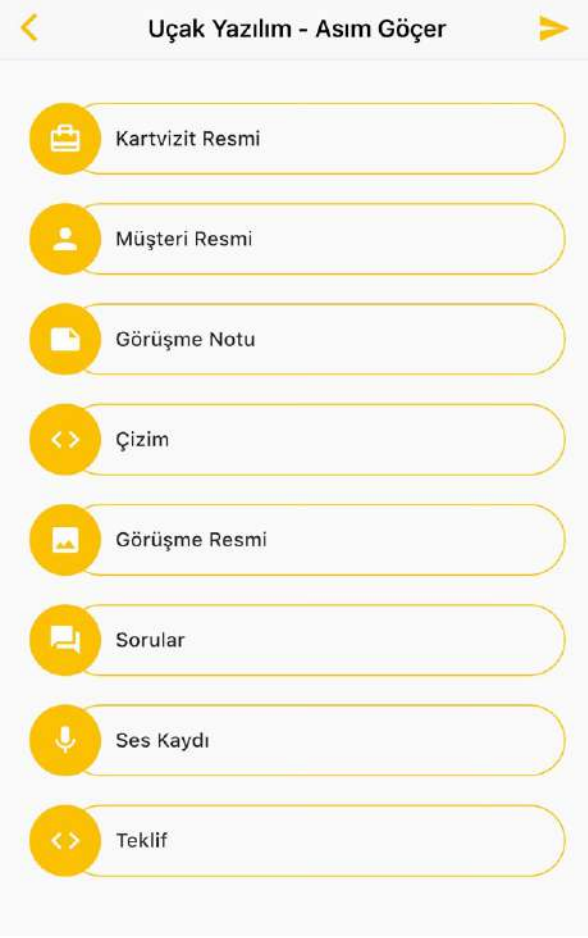 Uçak Yazılım - Asım Göçer
Kartvizit Resmi
Müşteri Resmi
Görüşme Notu
Çizim
Görüşme Resmi
Sorular
Ses Kaydı
Teklif